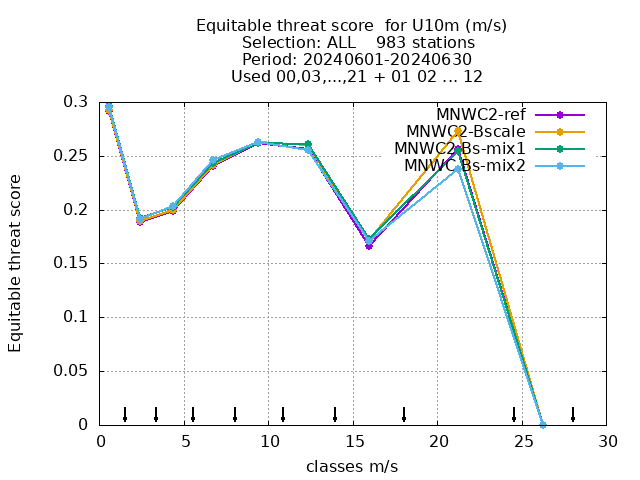 Equitable threat score  for U10m (m/s)
Selection: ALL    983 stations
Period: 20240601-20240630
Used 00,03,...,21 + 01 02 ... 12
MNWC2-ref
MNWC2-Bscale
MNWC2-Bs-mix1
MNWC2-Bs-mix2
Equitable threat score
0.3
0.25
0.2
0.15
0.1
0.05
0
0 5 10 15 20 25 30
classes m/s